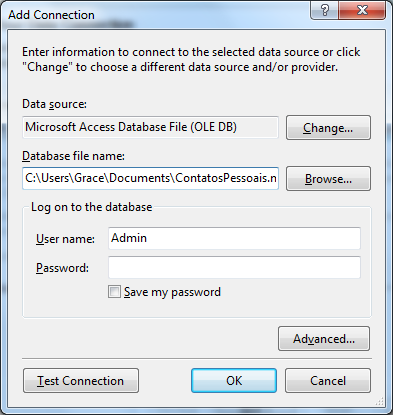 Add Connection
Enter information to connect to the selected data source or click
"Change" to choose a different data source and/or provider.
Data source:
Microsoft Access Database File (OLE DB)
Change...
Database file name:
C:\Users\Grace\Documents\ContatosPessoais.n
Browse...
Log on to the database
User name:
Admin
Password:
Save my password
Advanced...
Test Connection
OK
Cancel